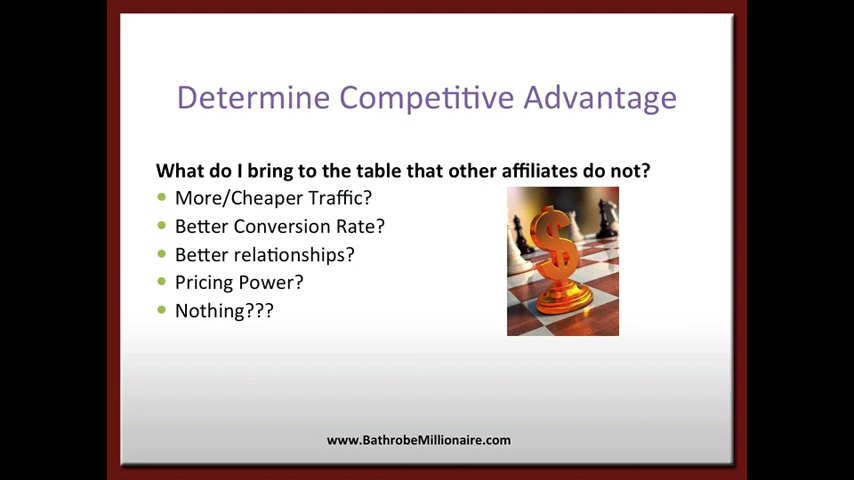 Determine Competitive Advantage
What do I bring to the table that other affiliates do not?
More/Cheaper Traffic?
Better Conversion Rate?
Better relationships?
Pricing Power?
Nothing???
www.BathrobeMillionaire.com